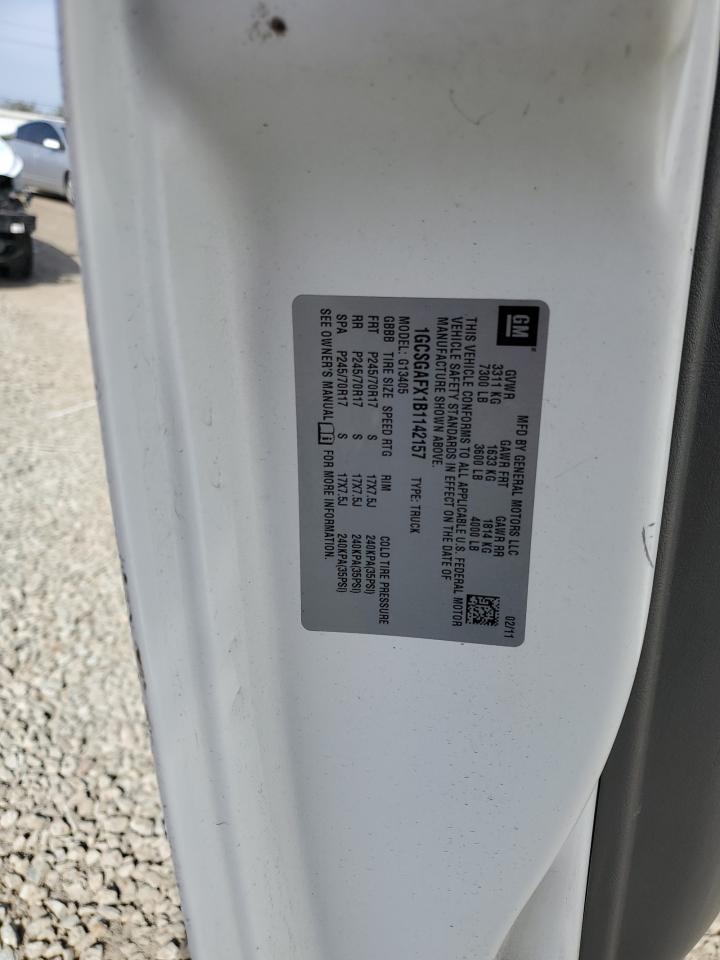 GM
MFD BY GENERAL MOTORS LLC 02/11
GVWR GAWR FRT GAWR RR
3311 KG 1633 KG 1814 KG
7300 LB 3600 LB 4000 LB
THIS VEHICLE CONFORMS TO ALL APPLICABLE U.S. FEDERAL MOTOR
VEHICLE SAFETY STANDARDS IN EFFECT ON THE DATE OF
MANUFACTURE SHOWN ABOVE.
1GCSGAFX1B1142157 TYPE: TRUCK
MODEL: G13405
GBBB TIRE SIZE SPEED RTG RIM COLD TIRE PRESSURE
FRT P245/70R17 S 17X7.5J 240KPA(35PSI)
RR P245/70R17 S 17X7.5J 240KPA(35PSI)
SPA P245/70R17 S 17X7.5J 240KPA(35PSI)
SEE OWNER'S MANUAL FOR MORE INFORMATION.